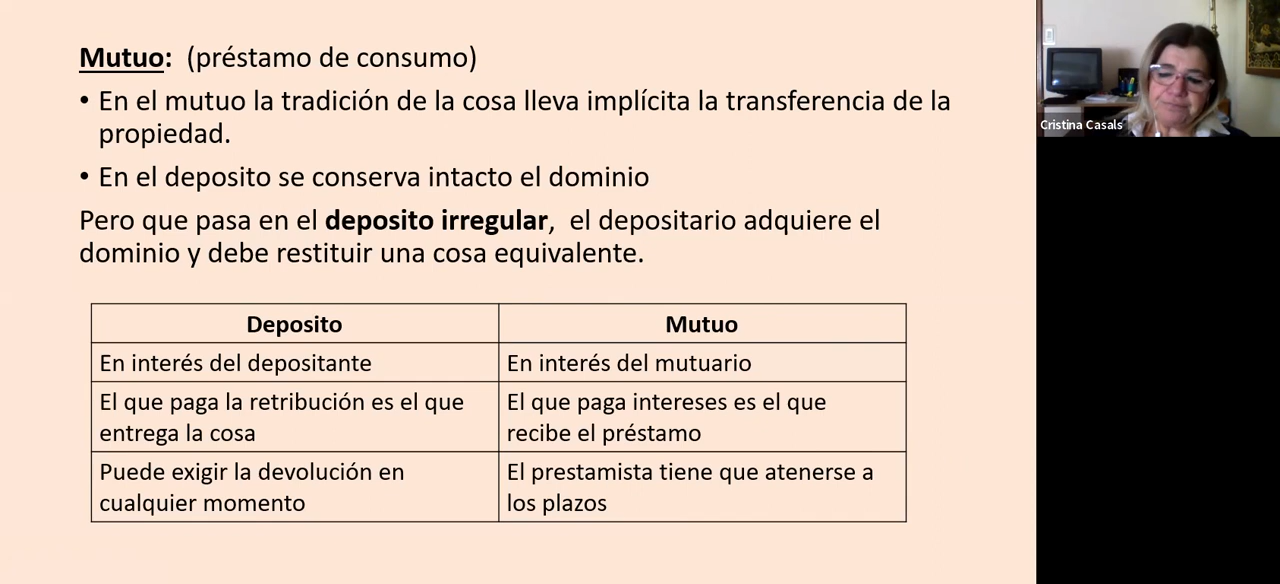 Mutuo: (préstamo de consumo)
• En el mutuo la tradición de la cosa lleva implícita la transferencia de la
propiedad.
• En el deposito se conserva intacto el dominio
Pero que pasa en el deposito irregular, el depositario adquiere el
dominio y debe restituir una cosa equivalente.
Deposito
Mutuo
En interés del depositante
En interés del mutuario
El que paga la retribución es el que
entrega la cosa
El que paga intereses es el que
recibe el préstamo
Puede exigir la devolución en
cualquier momento
El prestamista tiene que atenerse a
los plazos
Cristina Casals